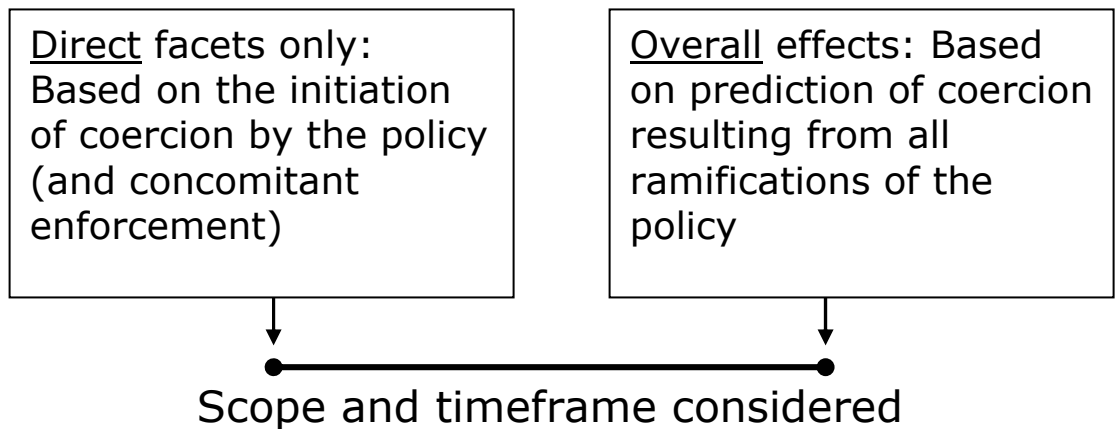 Direct facets only:
Based on the initiation
of coercion by the policy
(and concomitant
enforcement)
Overall effects: Based
on prediction of coercion
resulting from all
ramifications of the
policy
Scope and timeframe considered